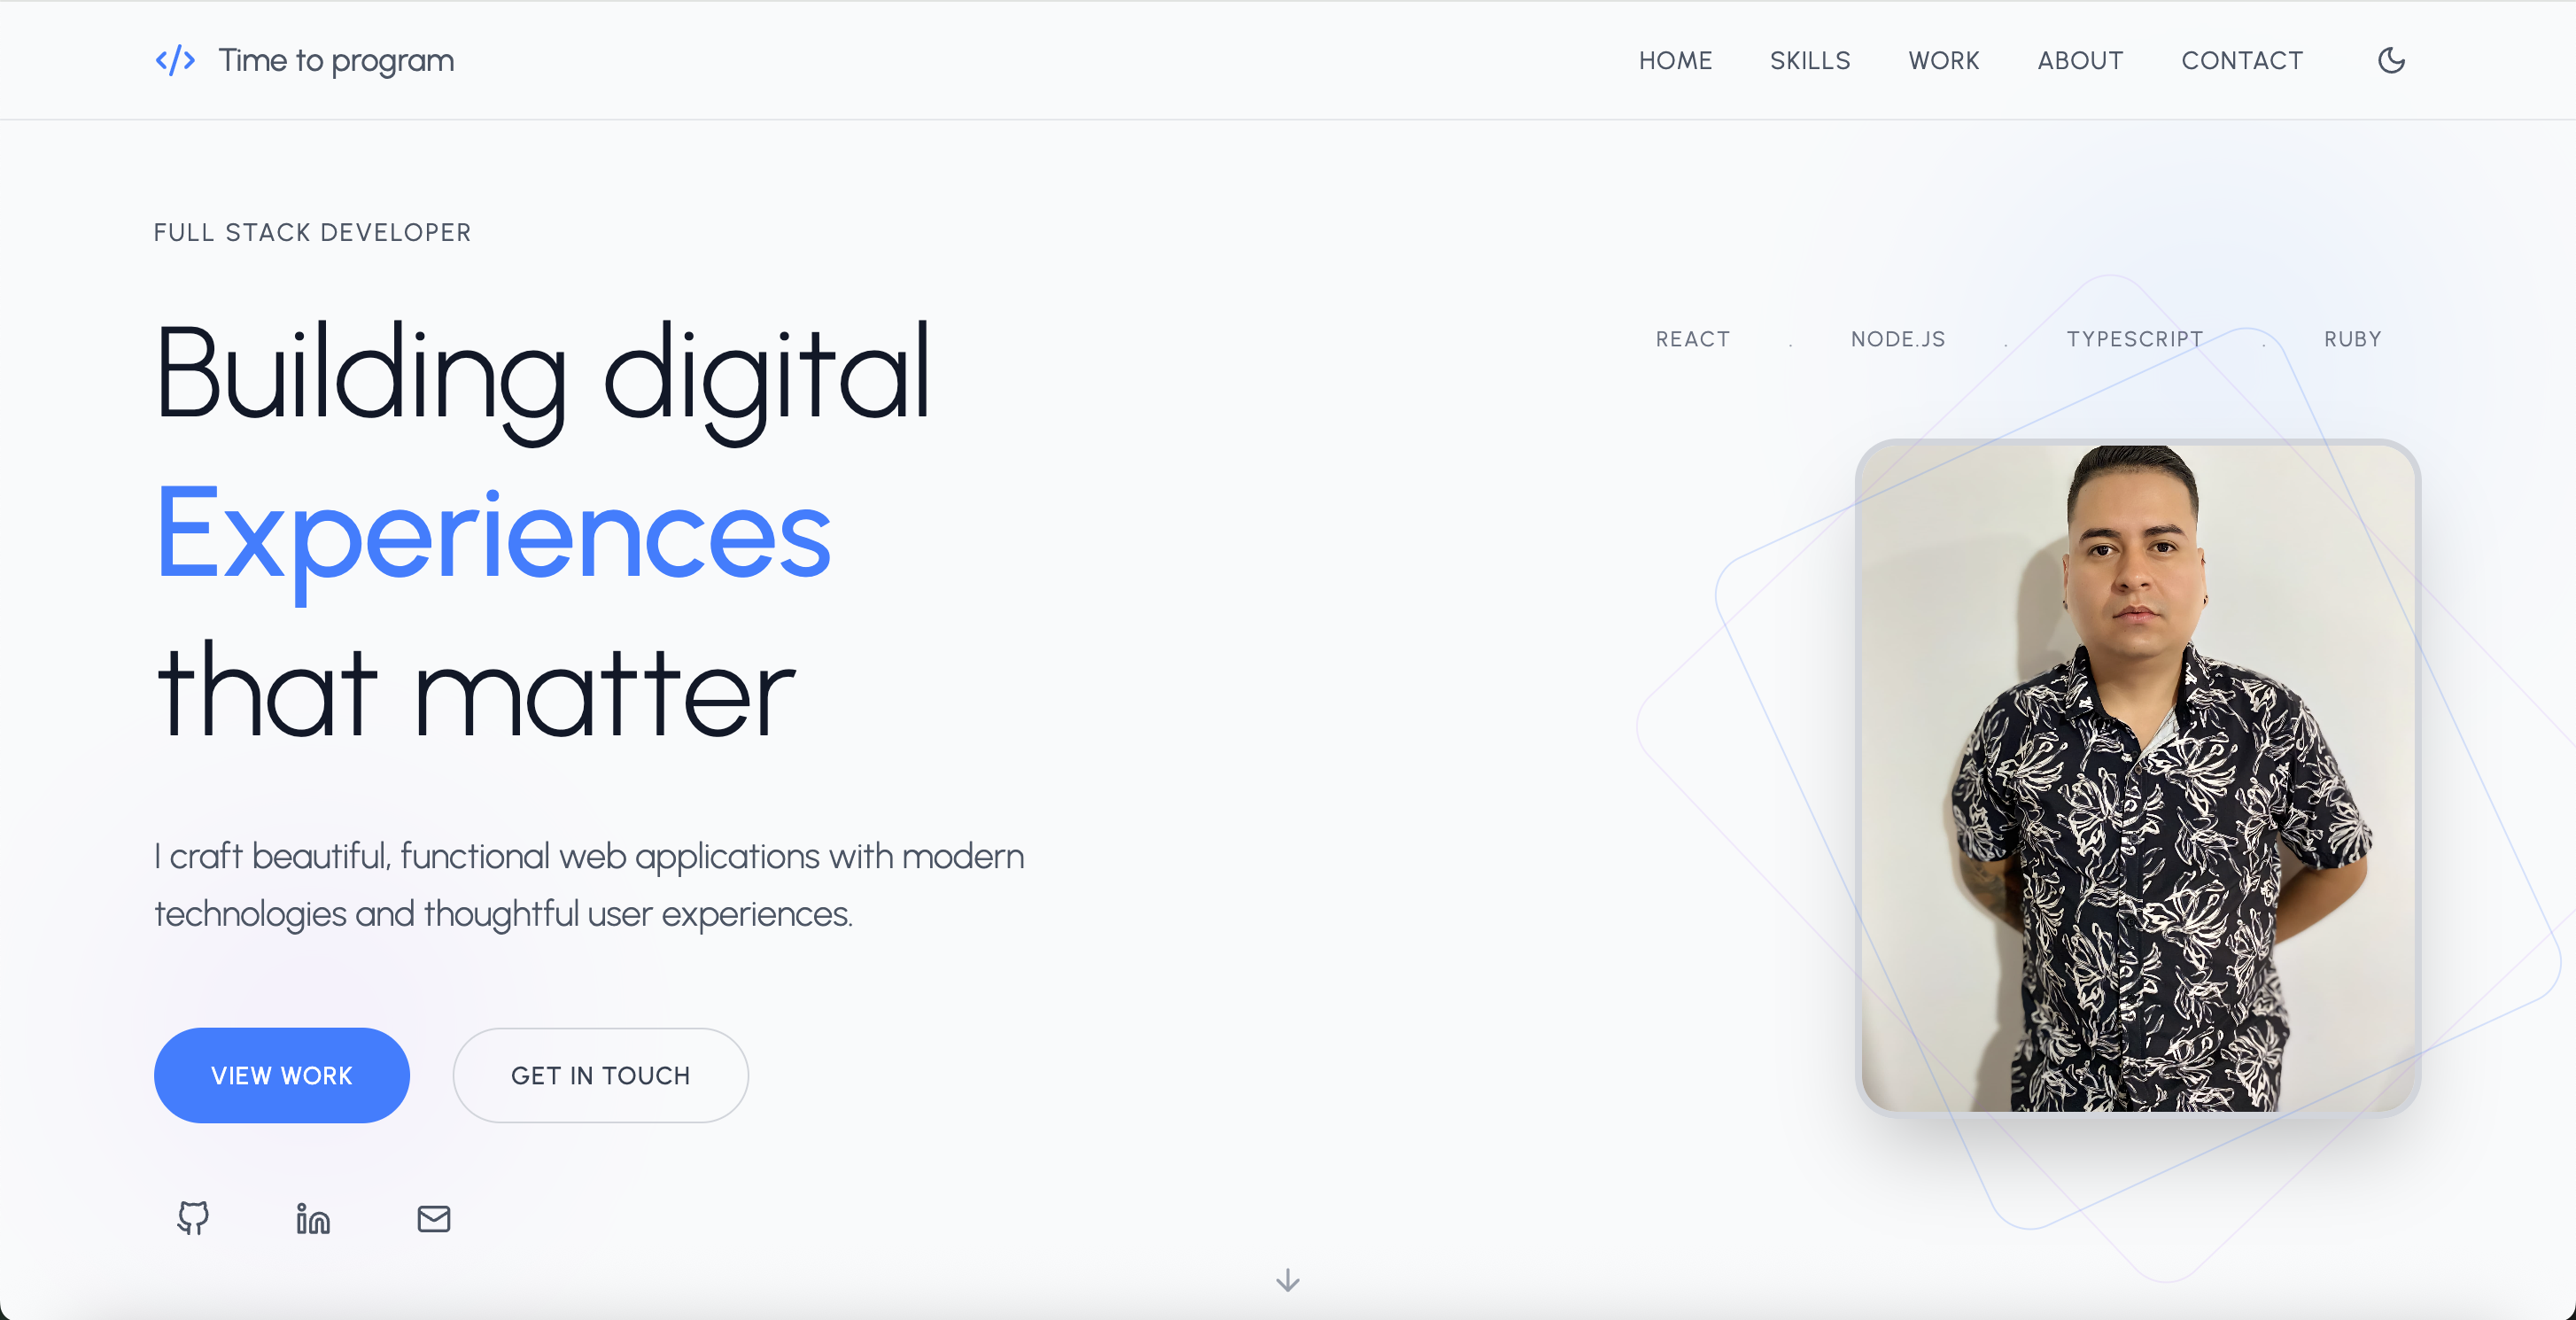 Time to program
HOME SKILLS WORK ABOUT CONTACT
FULL STACK DEVELOPER
Building digital
Experiences
that matter
I craft beautiful, functional web applications with modern
technologies and thoughtful user experiences.
VIEW WORK
GET IN TOUCH
REACT . NODE.JS . TYPESCRIPT . RUBY